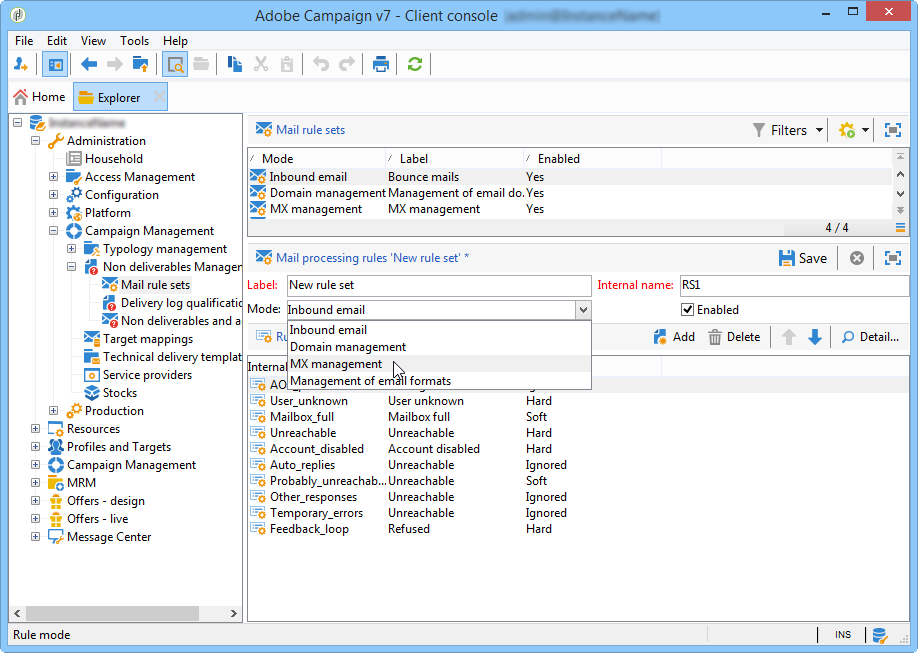 Adobe Campaign v7 - Client console
File Edit View Tools Help
Home Explorer
Administration
Household
Access Management
Configuration
Platform
Campaign Management
Typology management
Non deliverables Manager
Mail rule sets
Delivery log qualificatio
Non deliverables and a
Target mappings
Technical delivery templat
Service providers
Stocks
Production
Resources
Profiles and Targets
Campaign Management
MRM
Offers - design
Offers - live
Message Center
Mail rule sets Filters
Mode Label Enabled
Inbound email Bounce mails Yes
Domain management Management of email do... Yes
MX management MX management Yes
4 / 4
Mail processing rules 'New rule set' * Save
Label: New rule set Internal name: RS1
Mode: Inbound email Enabled
Inbound email
Domain management
MX management
Management of email formats
Add Delete Detail...
Internal
User_unknown User unknown Hard
Mailbox_full Mailbox full Soft
Unreachable Unreachable Hard
Account_disabled Account disabled Hard
Auto_replies Unreachable Ignored
Probably_unreachab... Unreachable Soft
Other_responses Unreachable Ignored
Temporary_errors Unreachable Ignored
Feedback_loop Refused Hard
Rule mode INS